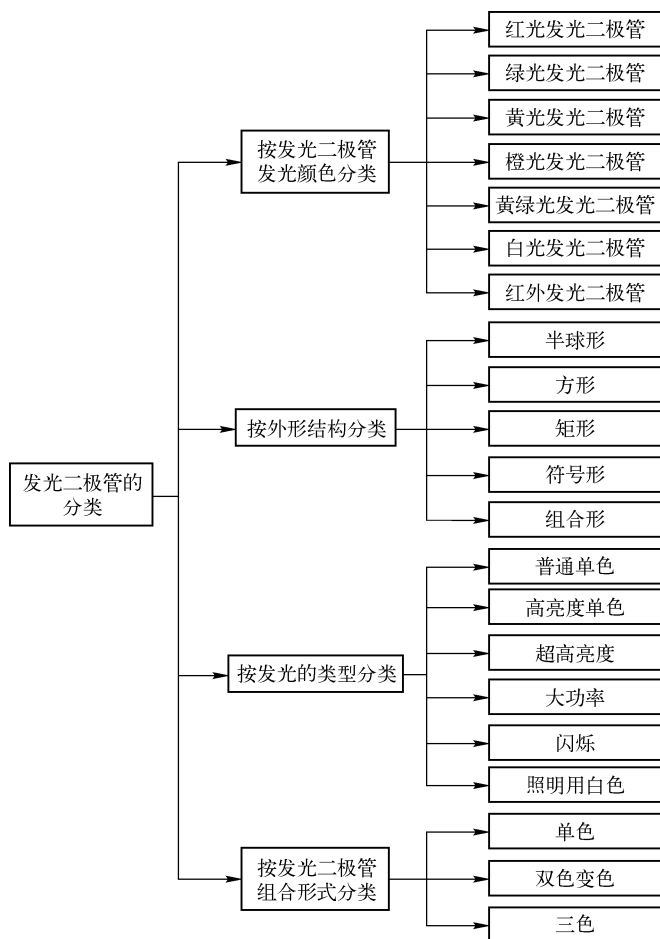 发光二极管的
分类
按发光二极管
发光颜色分类
红光发光二极管
绿光发光二极管
黄光发光二极管
橙光发光二极管
黄绿光发光二极管
白光发光二极管
红外发光二极管
按外形结构分类
半球形
方形
矩形
符号形
组合形
按发光的类型分类
普通单色
高亮度单色
超高亮度
大功率
闪烁
照明用白色
按发光二极管
组合形式分类
单色
双色变色
三色